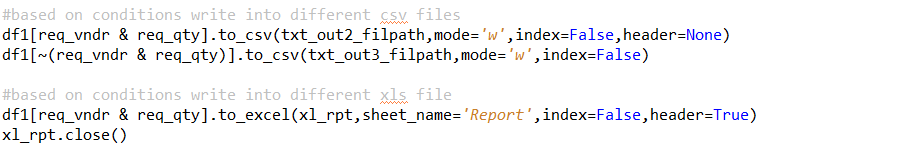 #based on conditions write into different csv files
df1[req_vndr & req_qty].to_csv(txt_out2_filpath,mode='w',index=False,header=None)
df1[~(req_vndr & req_qty)].to_csv(txt_out3_filpath,mode='w',index=False)
#based on conditions write into different xls file
df1[req_vndr & req_qty].to_excel(xl_rpt,sheet_name='Report',index=False,header=True)
xl_rpt.close()